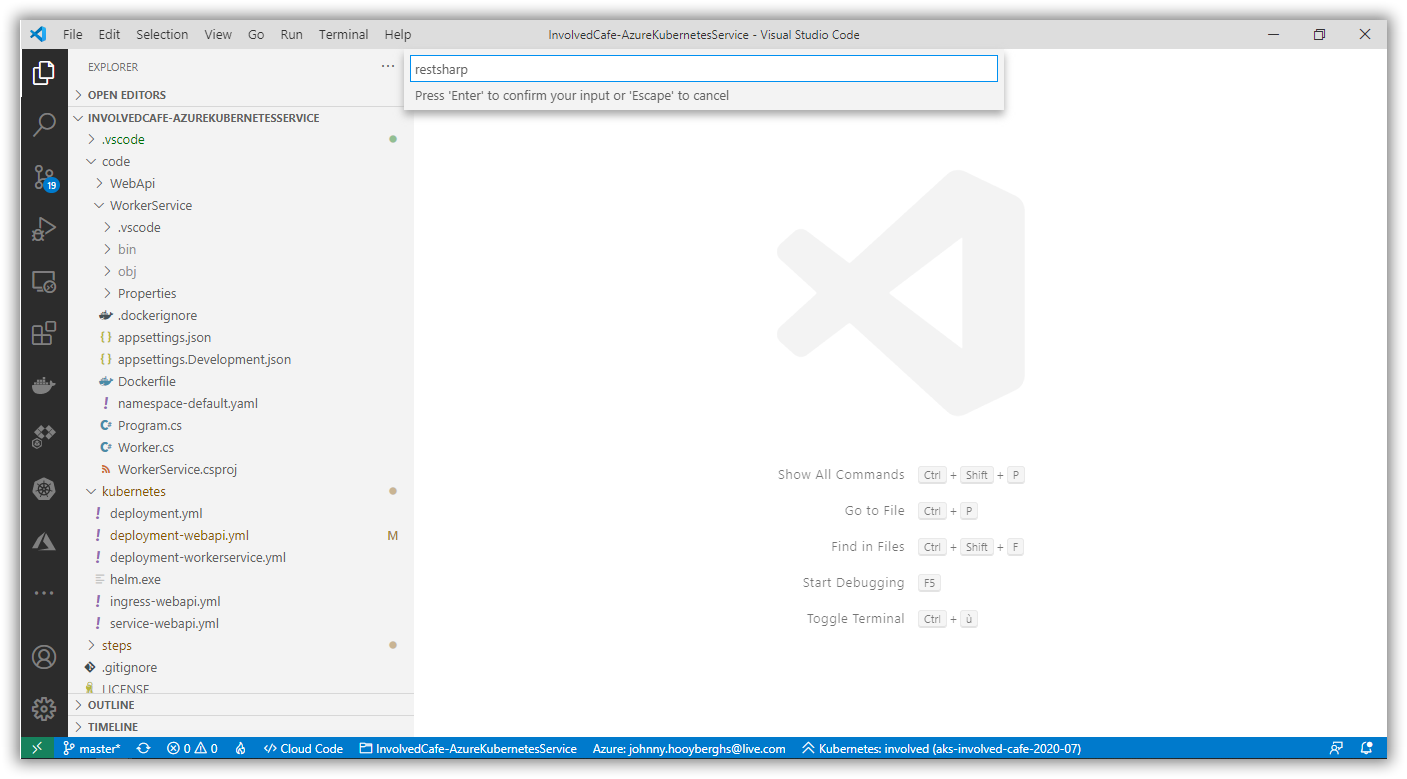 File Edit Selection View Go Run Terminal Help InvolvedCafe-AzureKubernetesService - Visual Studio Code
restsharp
Press 'Enter' to confirm your input or 'Escape' to cancel
EXPLORER
OPEN EDITORS
INVOLVEDCAFE-AZUREKUBERNETESSERVICE
.vscode
code
WebApi
WorkerService
.vscode
bin
obj
Properties
.dockerignore
{} appsettings.json
{} appsettings.Development.json
Dockerfile
! namespace-default.yaml
C# Program.cs
C# Worker.cs
WorkerService.csproj
kubernetes
! deployment.yml
! deployment-webapi.yml M
! deployment-workerservice.yml
helm.exe
! ingress-webapi.yml
! service-webapi.yml
steps
.gitignore
LICENSE
OUTLINE
TIMELINE
19
Show All Commands Ctrl + Shift + P
Go to File Ctrl + P
Find in Files Ctrl + Shift + F
Start Debugging F5
Toggle Terminal Ctrl + ù
master* 0 0 Cloud Code InvolvedCafe-AzureKubernetesService Azure: johnny.hooyberghs@live.com Kubernetes: involved (aks-involved-cafe-2020-07)